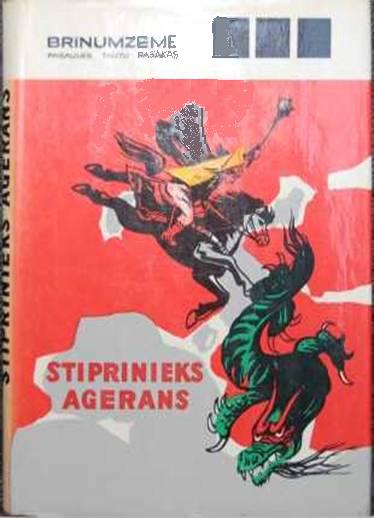 BRĪNUMZEME
PASAULES TAUTU PASAKAS
STIPRINIEKS
AGERANS
STIPRINIEKS AGERANS